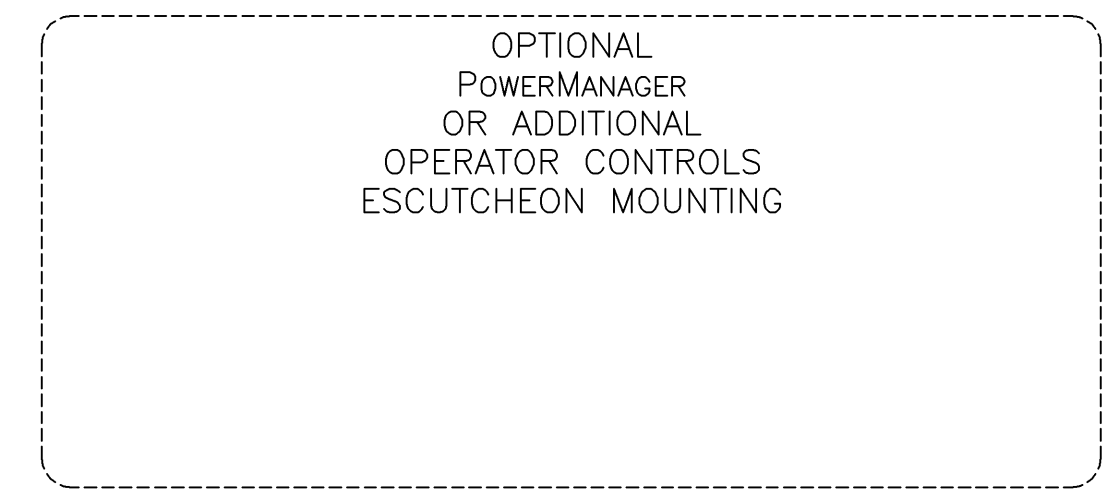 OPTIONAL
POWERMANAGER
OR ADDITIONAL
OPERATOR CONTROLS
ESCUTCHEON MOUNTING